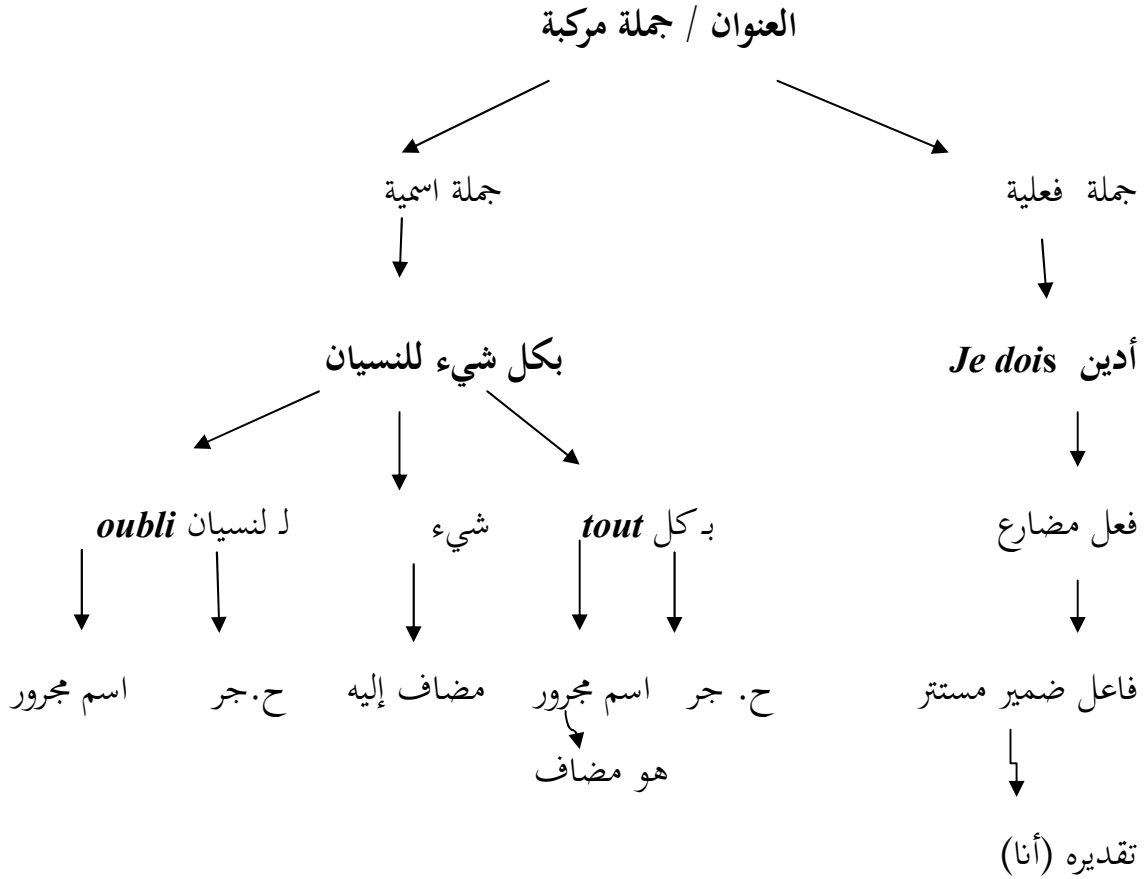 العنوان / جملة مركبة
جملة فعلية جملة اسمية
أدين Je dois بكل شيء للنسيان
فعل مضارع بـ كل tout شيء لـ لنسيان oubli
فاعل ضمير مستتر ح. جر اسم مجرور مضاف إليه ح.جر اسم مجرور
هو مضاف
تقديره (أنا)